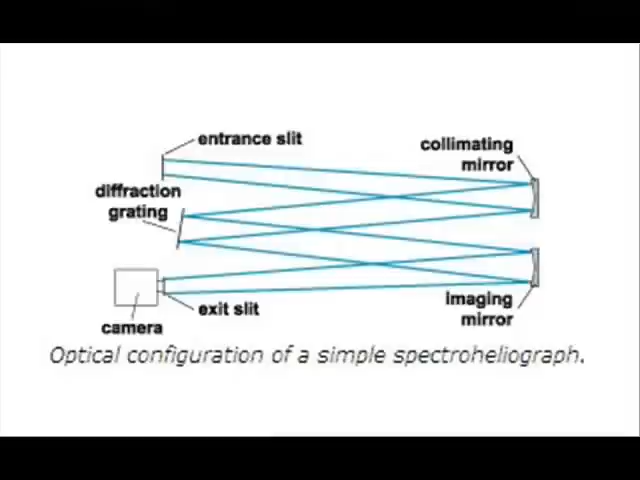 entrance slit
collimating
mirror
diffraction
grating
exit slit
imaging
mirror
camera
Optical configuration of a simple spectroheliograph.